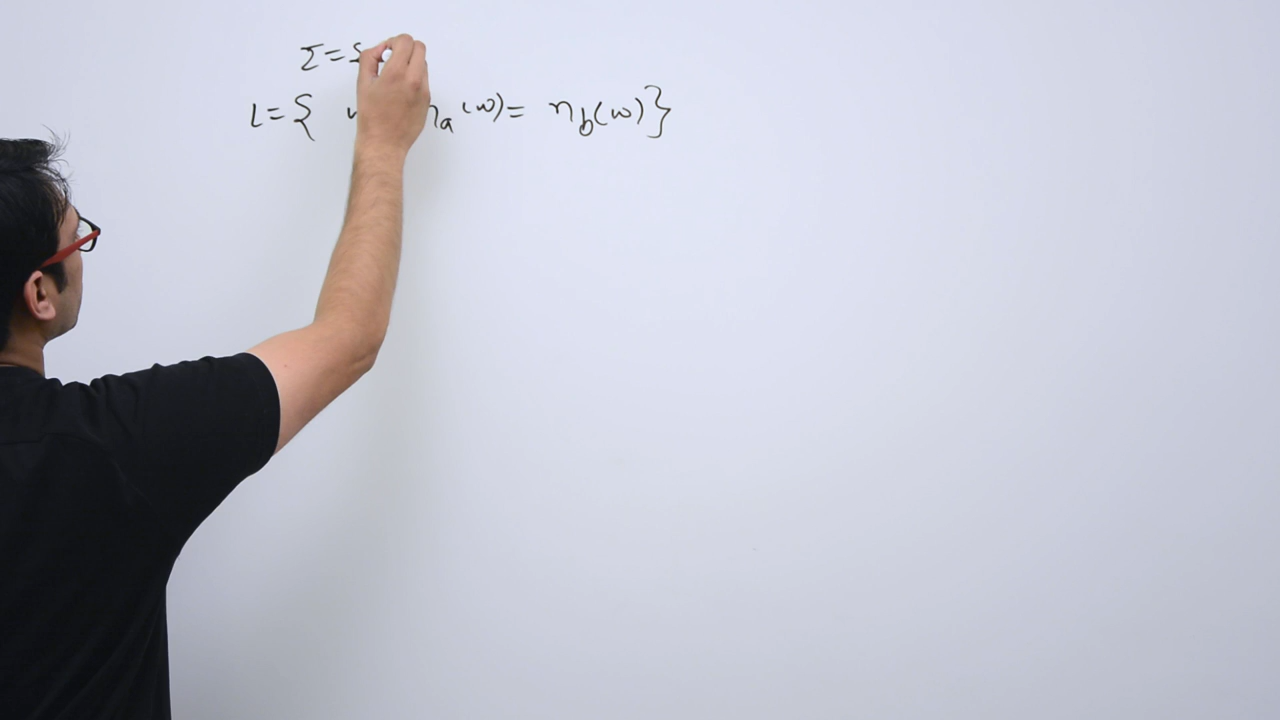 Σ={
L={ n_a(w)= n_b(w)}